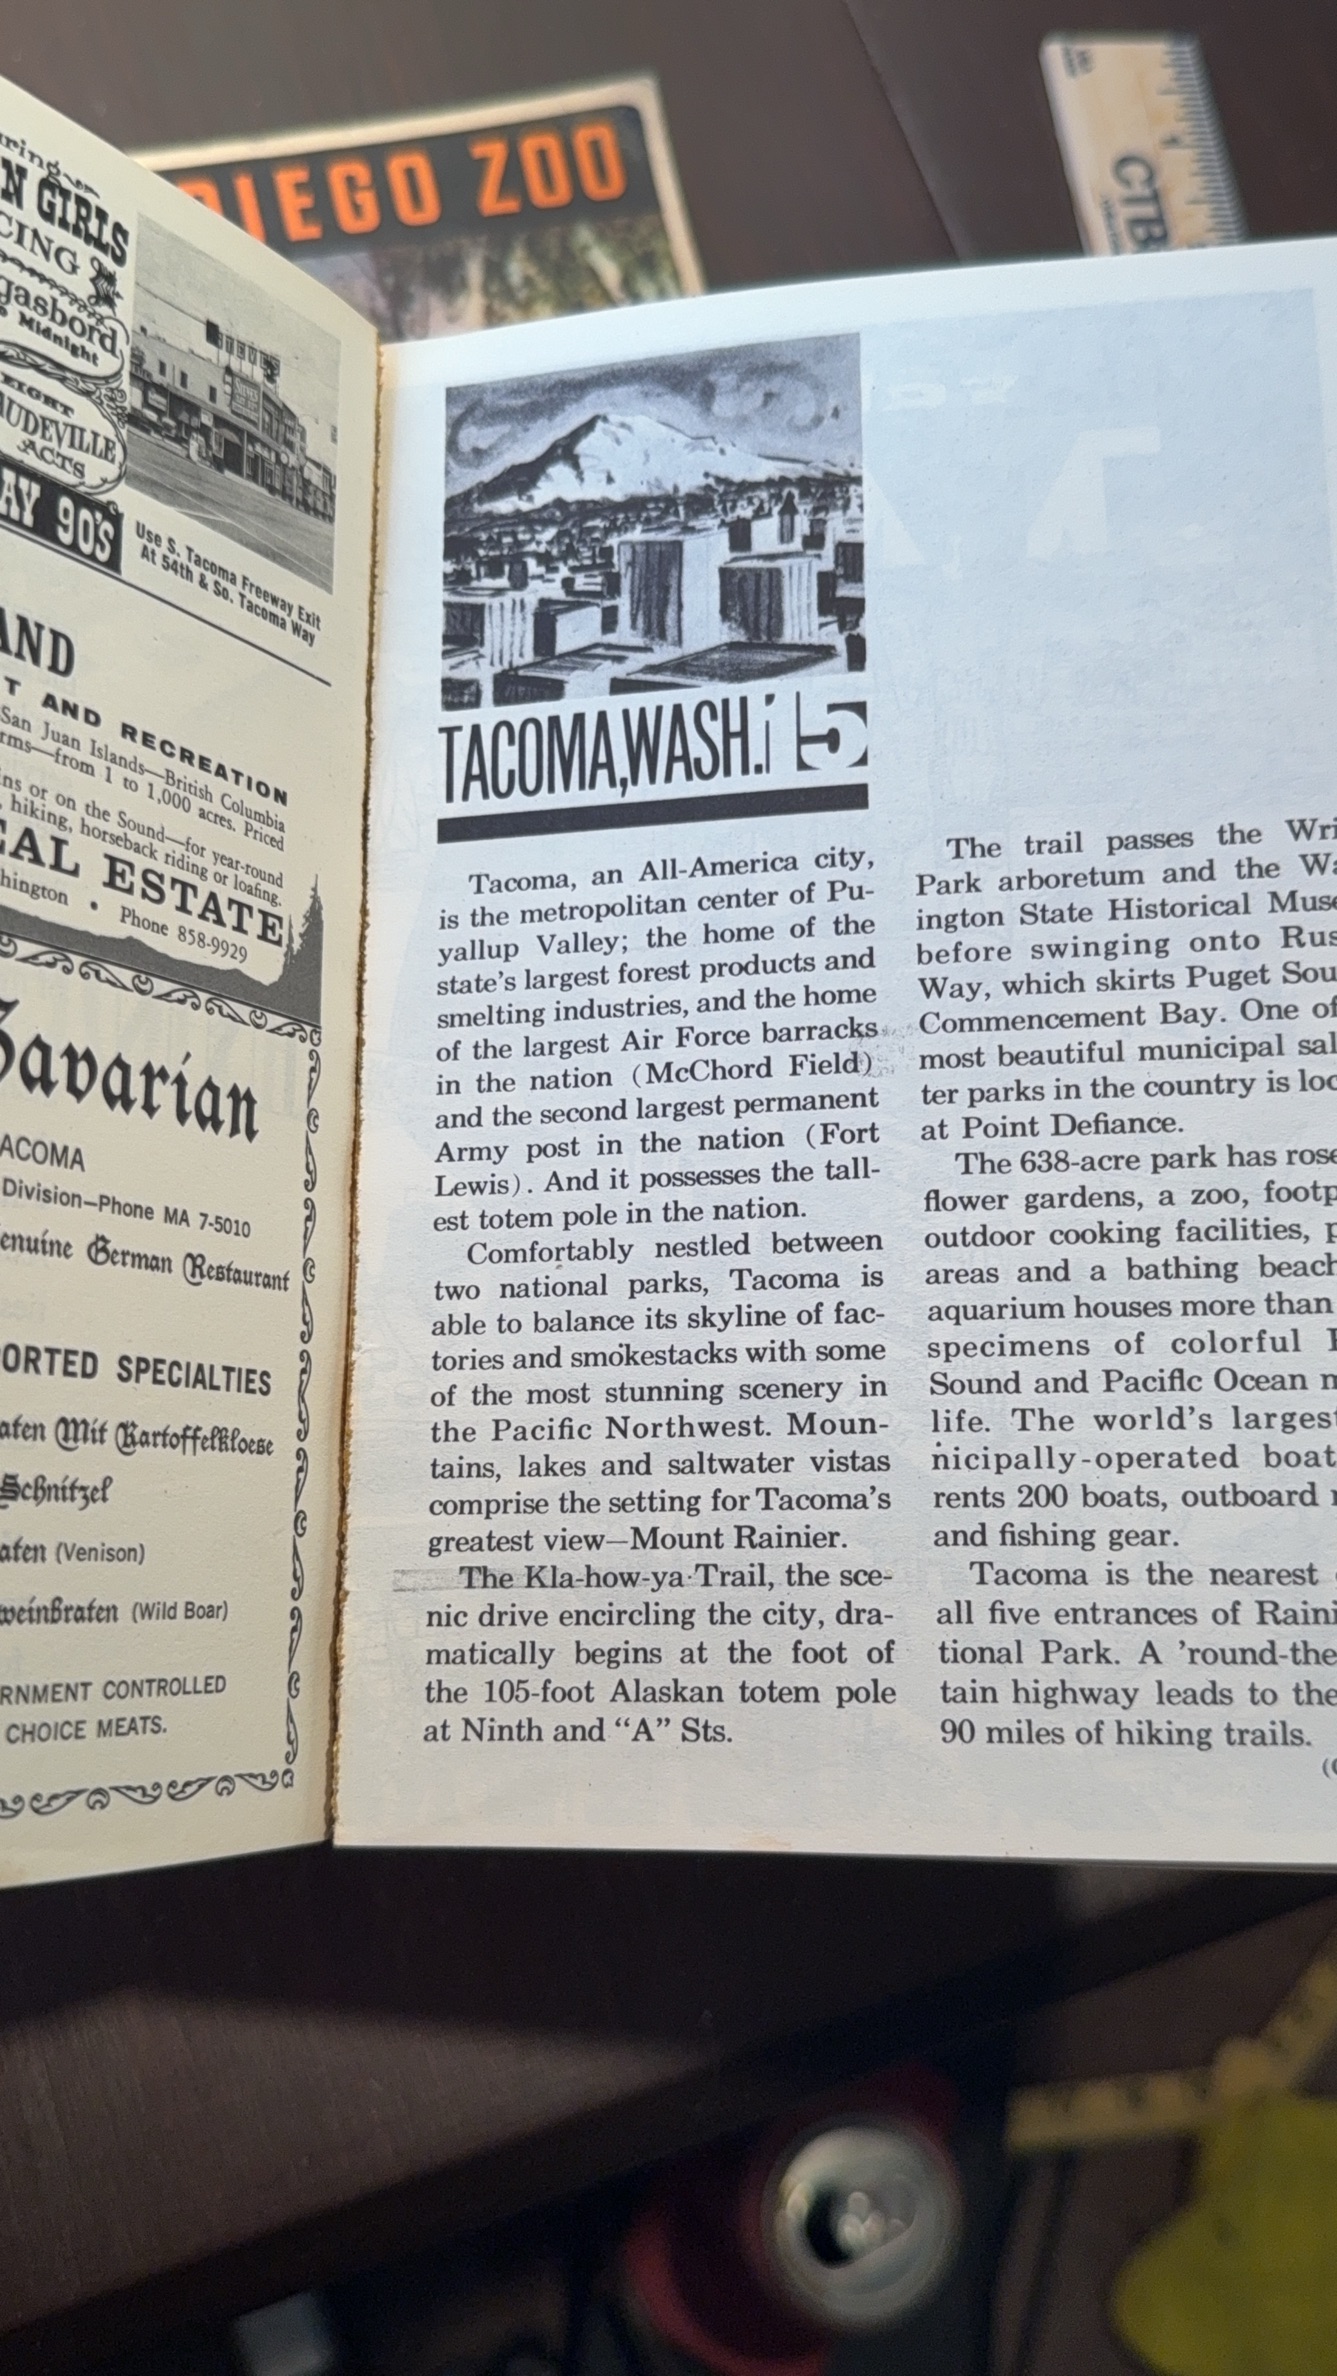 DIEGO ZOO
CTB
GIRLS
Midnight
ACTS
90'S
Use S. Tacoma Freeway Exit
At 54th & So. Tacoma Way
AND
T AND RECREATION
San Juan Islands—British Columbia
rms—from 1 to 1,000 acres. Priced
ns or on the Sound—for year-round
, hiking, horseback riding or loafing.
EAL ESTATE
hington • Phone 858-9929
Bavarian
ACOMA
Division—Phone MA 7-5010
enuine German Restaurant
ORTED SPECIALTIES
aten Mit Kartoffelkloese
Schnitzel
aten (Venison)
weinbraten (Wild Boar)
RNMENT CONTROLLED
CHOICE MEATS.
TACOMA, WASH. i 5
Tacoma, an All-America city,
is the metropolitan center of Pu-
yallup Valley; the home of the
state's largest forest products and
smelting industries, and the home
of the largest Air Force barracks
in the nation (McChord Field)
and the second largest permanent
Army post in the nation (Fort
Lewis). And it possesses the tall-
est totem pole in the nation.
Comfortably nestled between
two national parks, Tacoma is
able to balance its skyline of fac-
tories and smokestacks with some
of the most stunning scenery in
the Pacific Northwest. Moun-
tains, lakes and saltwater vistas
comprise the setting for Tacoma's
greatest view—Mount Rainier.
The Kla-how-ya Trail, the sce-
nic drive encircling the city, dra-
matically begins at the foot of
the 105-foot Alaskan totem pole
at Ninth and "A" Sts.
The trail passes the Wri
Park arboretum and the Wa
ington State Historical Muse
before swinging onto Rus
Way, which skirts Puget Sou
Commencement Bay. One of
most beautiful municipal sal
ter parks in the country is loc
at Point Defiance.
The 638-acre park has rose
flower gardens, a zoo, footp
outdoor cooking facilities, p
areas and a bathing beach
aquarium houses more than
specimens of colorful P
Sound and Pacific Ocean m
life. The world's largest
nicipally-operated boat
rents 200 boats, outboard
and fishing gear.
Tacoma is the nearest
all five entrances of Raini
tional Park. A 'round-the
tain highway leads to the
90 miles of hiking trails.